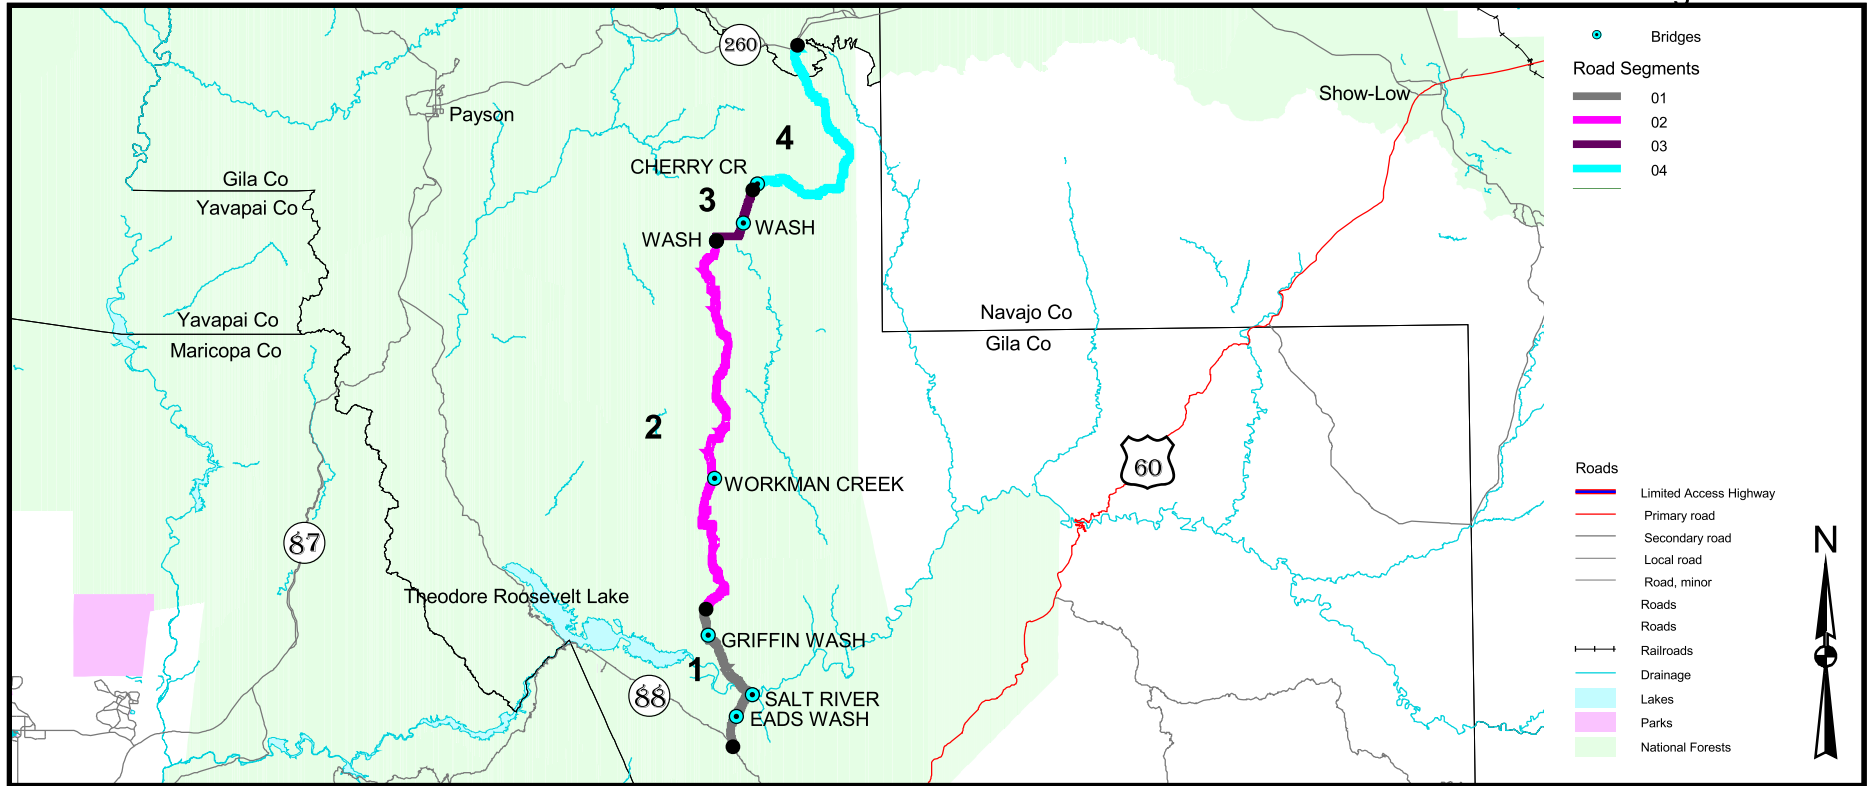 260
Bridges
Road Segments
01
02
03
04
Show-Low
Payson
4
CHERRY CR
Gila Co
Yavapai Co
3
WASH
WASH
Yavapai Co
Maricopa Co
Navajo Co
Gila Co
2
60
WORKMAN CREEK
87
Theodore Roosevelt Lake
GRIFFIN WASH
1
88
SALT RIVER
EADS WASH
Roads
Limited Access Highway
Primary road
Secondary road
Local road
Road, minor
Roads
Roads
Railroads
Drainage
Lakes
Parks
National Forests
N